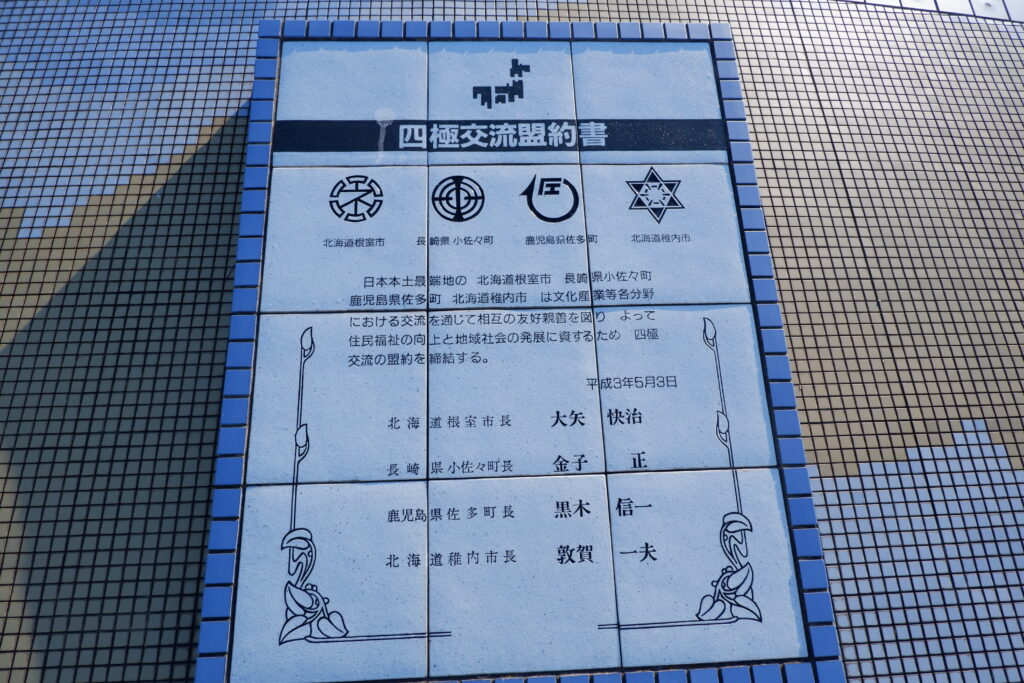 四極交流盟約書
北海道根室市 長崎県小佐々町 鹿児島県佐多町 北海道稚内市
日本本土最端地の 北海道根室市 長崎県小佐々町
鹿児島県佐多町 北海道稚内市 は文化産業等各分野
における交流を通じて相互の友好親善を図り よって
住民福祉の向上と地域社会の発展に資するため 四極
交流の盟約を締結する。
平成3年5月3日
北海道根室市長 大矢 快治
長崎県小佐々町長 金子 正
鹿児島県佐多町長 黒木 信一
北海道稚内市長 敦賀 一夫